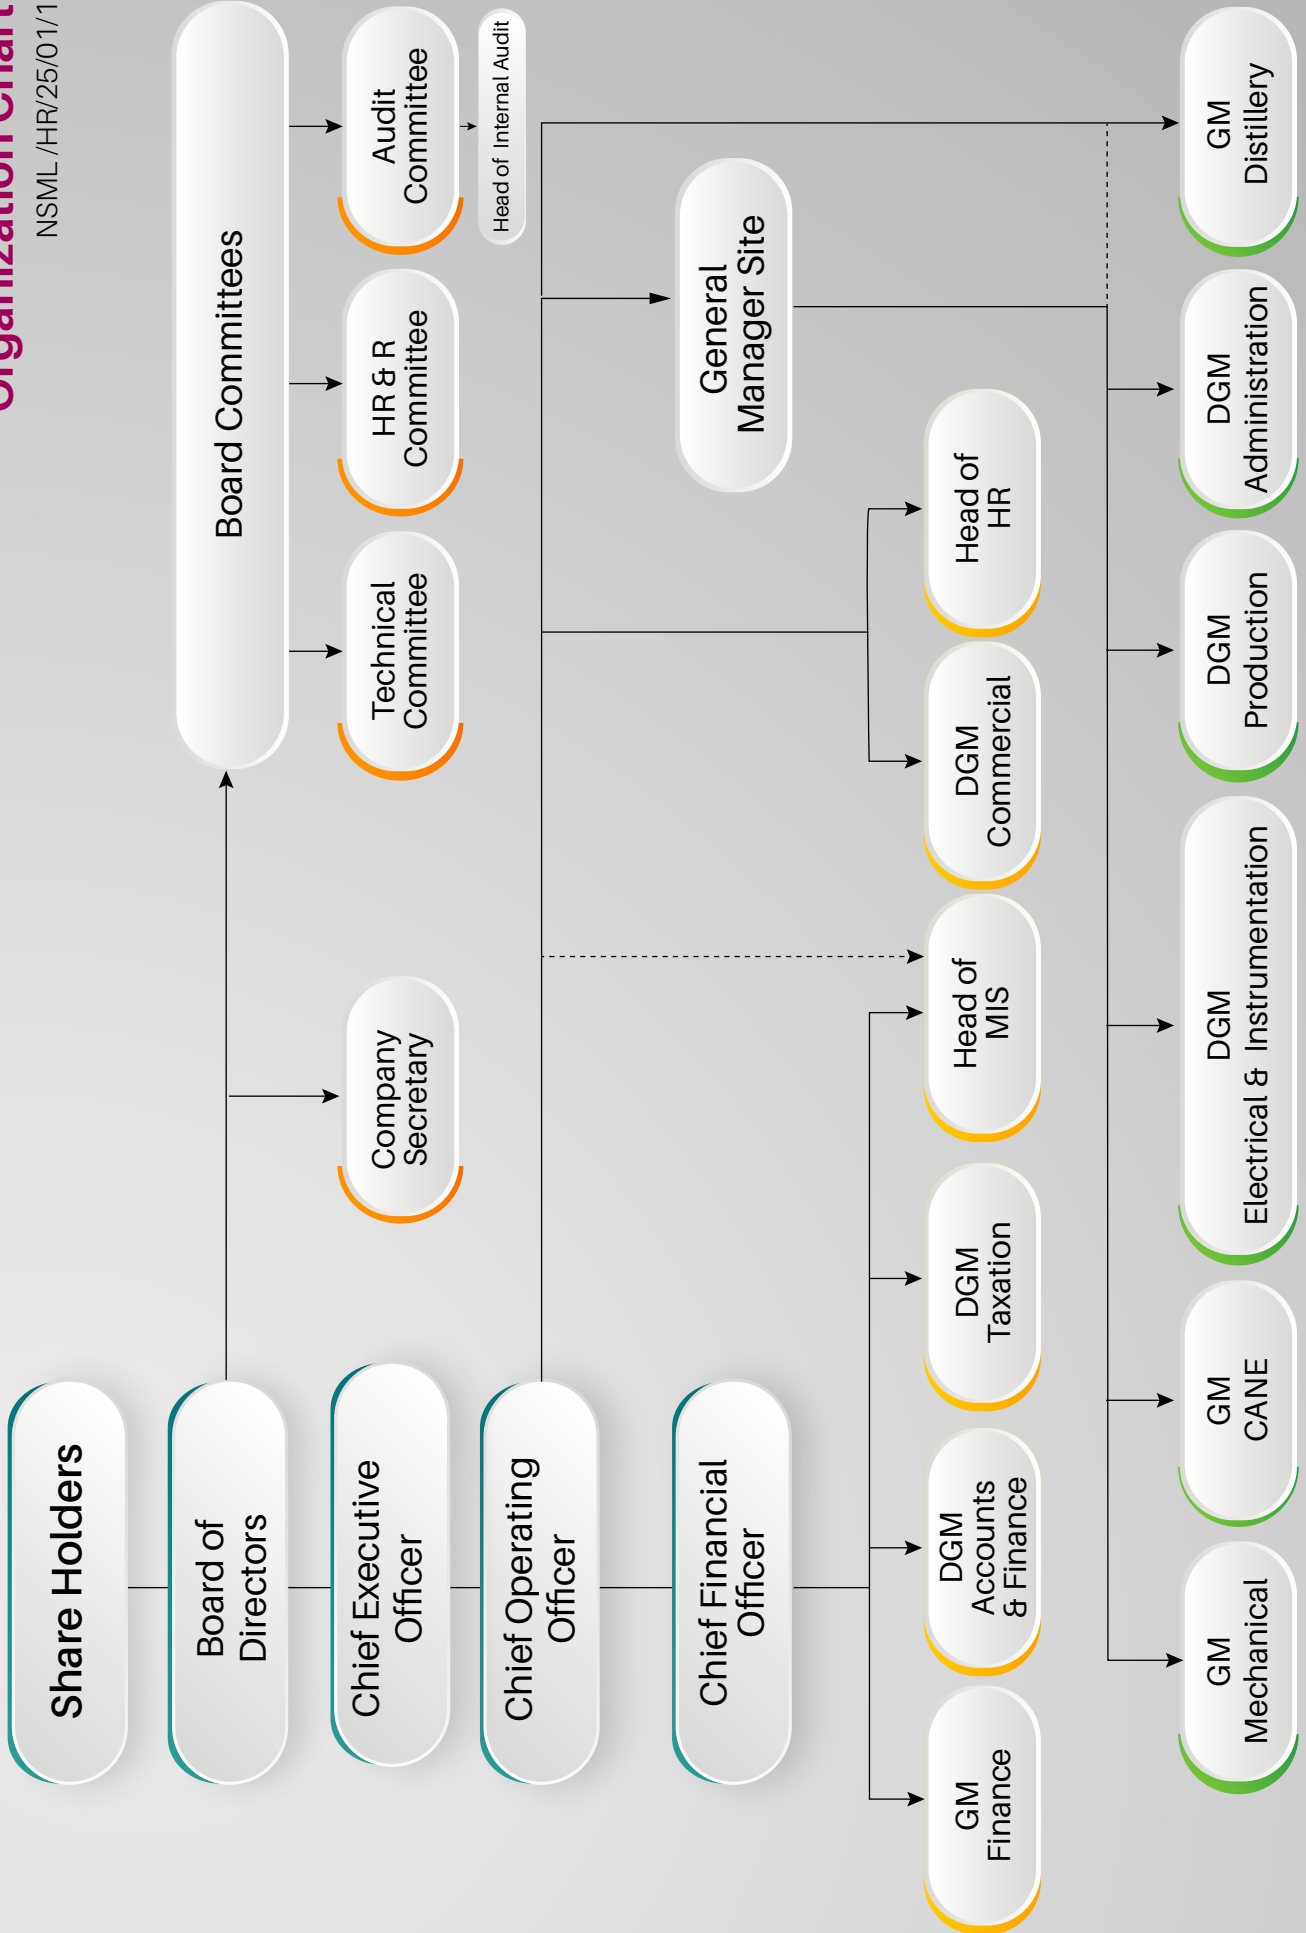 Organization Chart
NSML /HR/25/01/1
Share Holders
Board of
Directors
Board Committees
Chief Executive
Officer
Company
Secretary
Technical
Committee
HR & R
Committee
Audit
Committee
Head of Internal Audit
Chief Operating
Officer
Chief Financial
Officer
General
Manager Site
GM
Finance
DGM
Accounts
& Finance
DGM
Taxation
Head of
MIS
DGM
Commercial
Head of
HR
GM
Mechanical
GM
CANE
DGM
Electrical & Instrumentation
DGM
Production
DGM
Administration
GM
Distillery